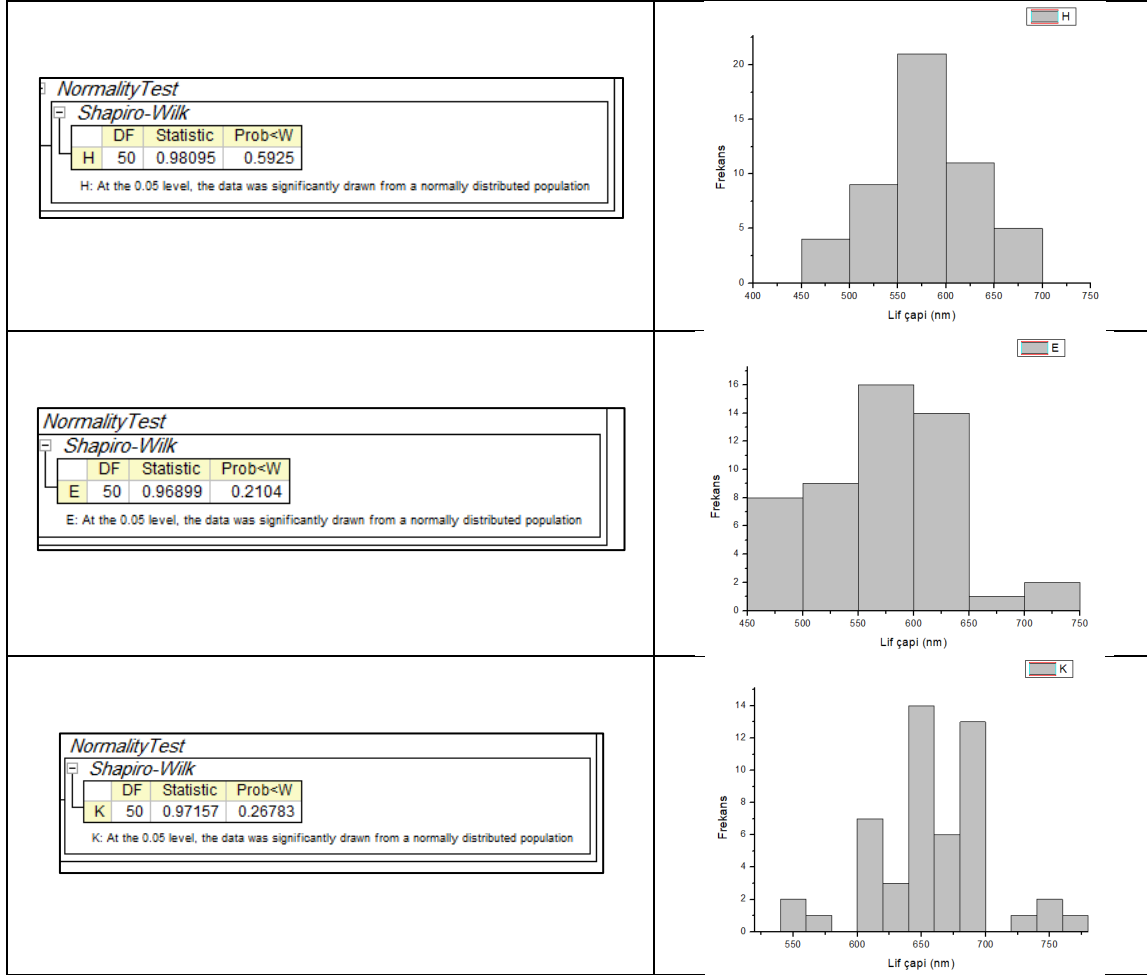 NormalityTest
Shapiro-Wilk
DF Statistic Prob<W
H 50 0.98095 0.5925
H: At the 0.05 level, the data was significantly drawn from a normally distributed population
H
Frekans
20
15
10
5
0
400 450 500 550 600 650 700 750
Lif çapi (nm)
NormalityTest
Shapiro-Wilk
DF Statistic Prob<W
E 50 0.96899 0.2104
E: At the 0.05 level, the data was significantly drawn from a normally distributed population
E
Frekans
16
14
12
10
8
6
4
2
0
450 500 550 600 650 700 750
Lif çapi (nm)
NormalityTest
Shapiro-Wilk
DF Statistic Prob<W
K 50 0.97157 0.26783
K: At the 0.05 level, the data was significantly drawn from a normally distributed population
K
Frekans
14
12
10
8
6
4
2
0
550 600 650 700 750
Lif çapi (nm)